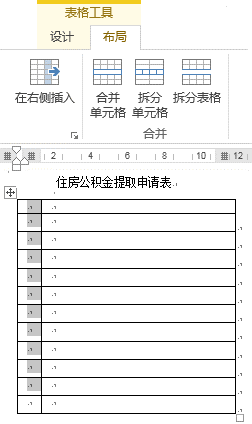 表格工具
设计 布局
在右侧插入
合并
单元格
拆分
单元格
拆分表格
合并
2 4 6 8 10 12
住房公积金提取申请表